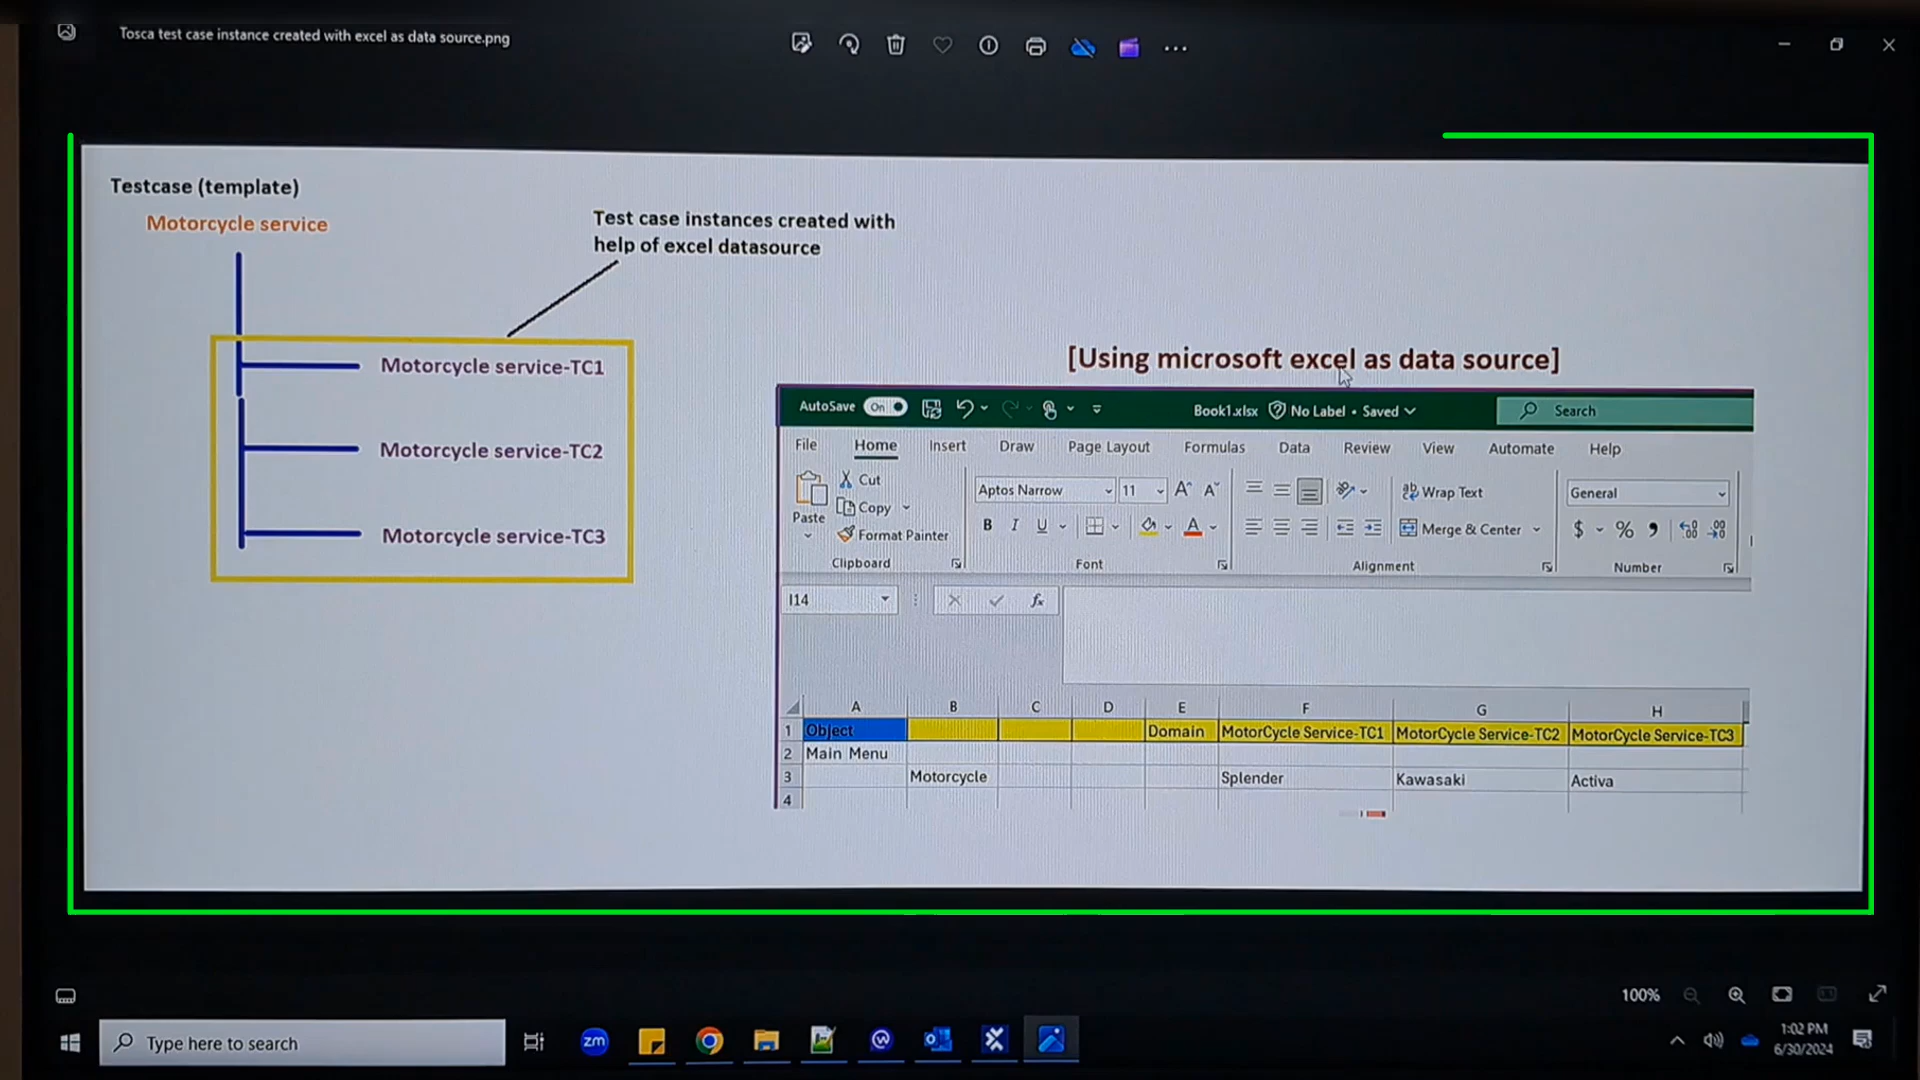 Tosca test case instance created with excel as data source.png
Testcase (template)
Motorcycle service
Test case instances created with
help of excel datasource
Motorcycle service-TC1
Motorcycle service-TC2
Motorcycle service-TC3
[Using microsoft excel as data source]
AutoSave On Book1.xlsx No Label • Saved Search
File Home Insert Draw Page Layout Formulas Data Review View Automate Help
Paste
Cut
Copy
Format Painter
Clipboard
Aptos Narrow 11
B I U
Font
Wrap Text
Merge & Center
Alignment
General
$ % 9
Number
I14 fx
A B C D E F G H
1 Object Domain MotorCycle Service-TC1 MotorCycle Service-TC2 MotorCycle Service-TC3
2 Main Menu
3 Motorcycle Splender Kawasaki Activa
4
100%
Type here to search
zm
1:02 PM
6/30/2024